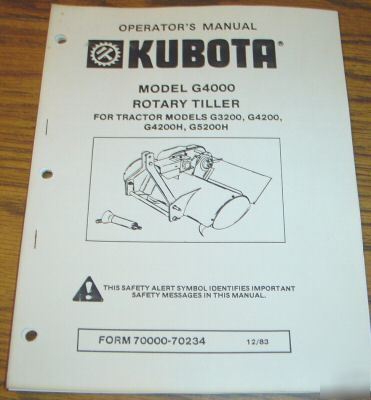 OPERATOR'S MANUAL
KUBOTA®
MODEL G4000
ROTARY TILLER
FOR TRACTOR MODELS G3200, G4200,
G4200H, G5200H
THIS SAFETY ALERT SYMBOL IDENTIFIES IMPORTANT
SAFETY MESSAGES IN THIS MANUAL.
FORM 70000-70234 12/83